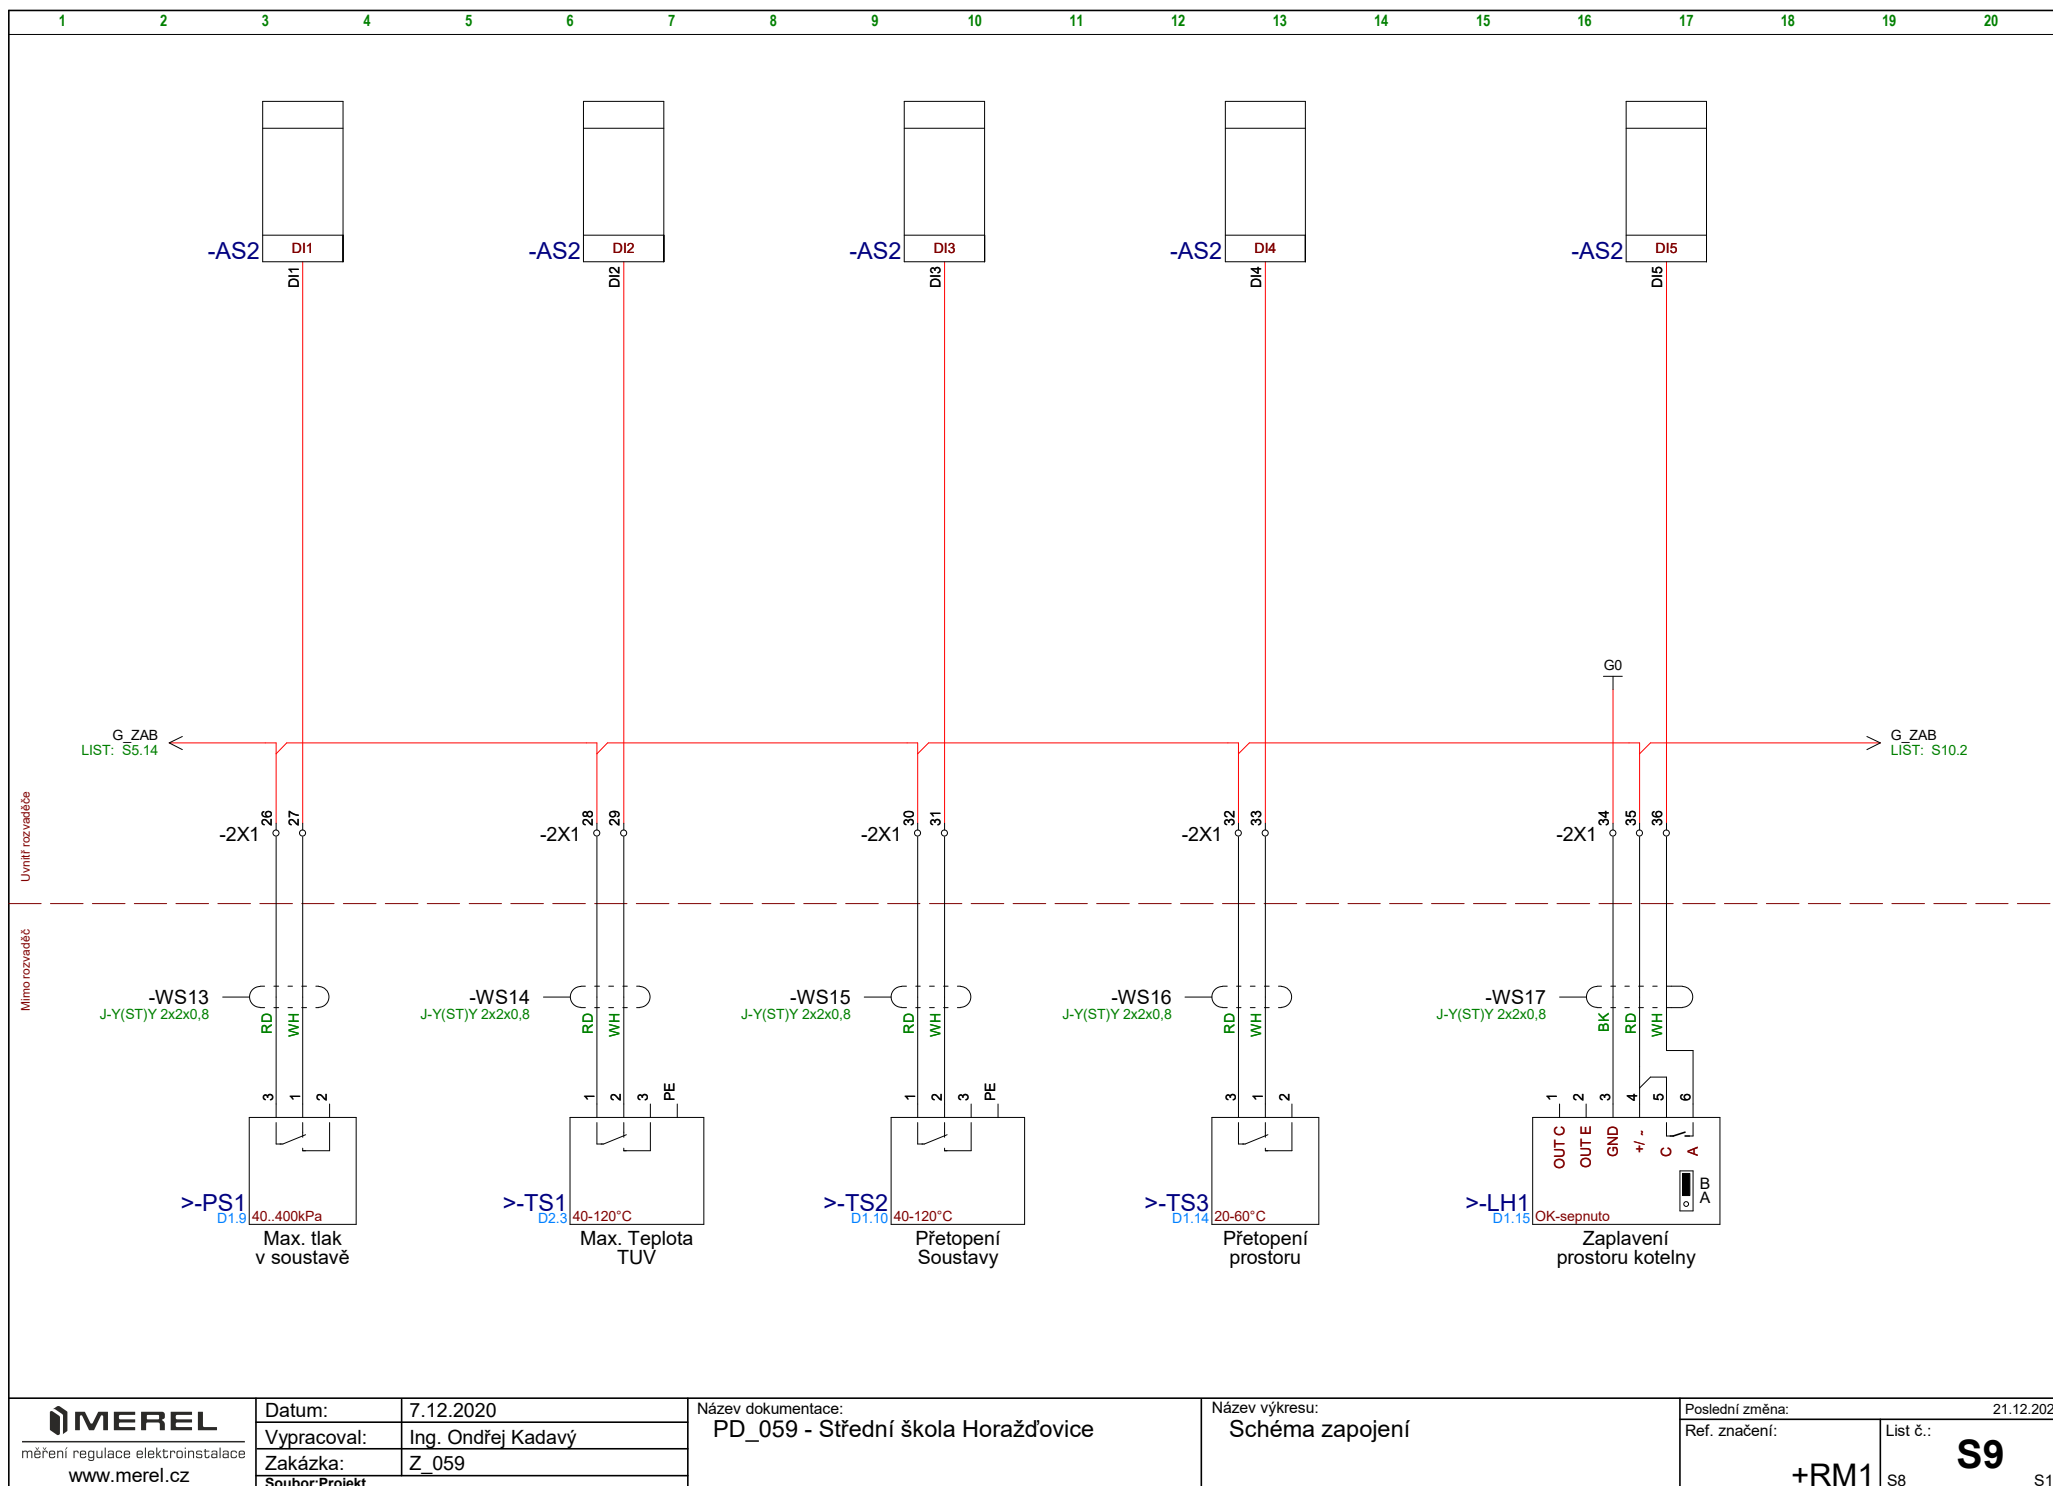 1 2 3 4 5 6 7 8 9 10 11 12 13 14 15 16 17 18 19 20
-AS2 DI1 -AS2 DI2 -AS2 DI3 -AS2 DI4 -AS2 DI5
DI1 DI2 DI3 DI4 DI5
G0
G_ZAB G_ZAB
LIST: S5.14 LIST: S10.2
Uvnitř rozvaděče
-2X1 26 27 -2X1 28 29 -2X1 30 31 -2X1 32 33 -2X1 34 35 36
Mimo rozvaděč
-WS13 -WS14 -WS15 -WS16 -WS17
J-Y(ST)Y 2x2x0,8 J-Y(ST)Y 2x2x0,8 J-Y(ST)Y 2x2x0,8 J-Y(ST)Y 2x2x0,8 J-Y(ST)Y 2x2x0,8
RD WH RD WH RD WH RD WH BK RD WH
3 1 2 1 2 3 PE 1 2 3 PE 3 1 2 1 2 3 4 5 6
OUT C OUT E GND +/ - C A
B
A
>-PS1 >-TS1 >-TS2 >-TS3 >-LH1
D1.9 40..400kPa D2.3 40-120°C D1.10 40-120°C D1.14 20-60°C D1.15 OK-sepnuto
Max. tlak
v soustavě
Max. Teplota
TUV
Přetopení
Soustavy
Přetopení
prostoru
Zaplavení
prostoru kotelny
MEREL
měření regulace elektroinstalace
www.merel.cz
Datum: 7.12.2020
Vypracoval: Ing. Ondřej Kadavý
Zakázka: Z_059
Soubor:Projekt
Název dokumentace:
PD_059 - Střední škola Horažďovice
Název výkresu:
Schéma zapojení
Poslední změna: 21.12.202
Ref. značení:
+RM1
List č.:
S9
S8 S1